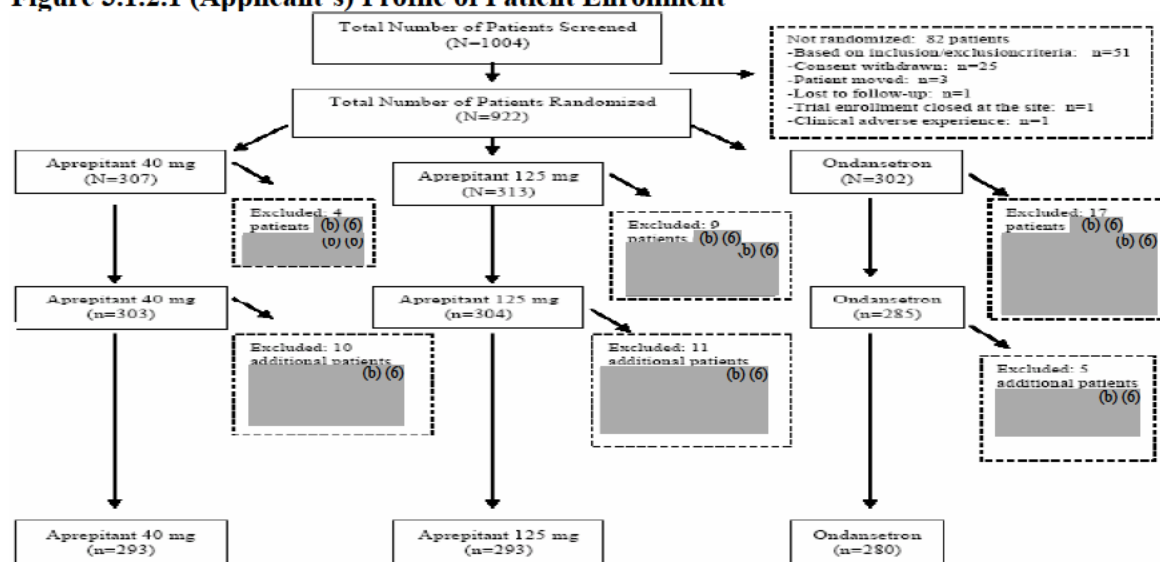 Figure 3.1.2.1 (Applicant's) Profile of Patient Enrollment
Total Number of Patients Screened
(N=1004)
Not randomized: 82 patients
-Based on inclusion/exclusioncriteria: n=51
-Consent withdrawn: n=25
-Patient moved: n=3
-Lost to follow-up: n=1
-Trial enrollment closed at the site: n=1
-Clinical adverse experience: n=1
Total Number of Patients Randomized
(N=922)
Aprepitant 40 mg
(N=307)
Aprepitant 125 mg
(N=313)
Ondansetron
(N=302)
Excluded: 4
patients (b) (6)
(b) (6)
Excluded: 9
patients (b) (6)
(b) (6)
Excluded: 17
patients (b) (6)
(b) (6)
Aprepitant 40 mg
(n=303)
Aprepitant 125 mg
(n=304)
Ondansetron
(n=285)
Excluded: 10
additional patients
(b) (6)
Excluded: 11
additional patients
(b) (6)
Excluded: 5
additional patients
(b) (6)
Aprepitant 40 mg
(n=293)
Aprepitant 125 mg
(n=293)
Ondansetron
(n=280)